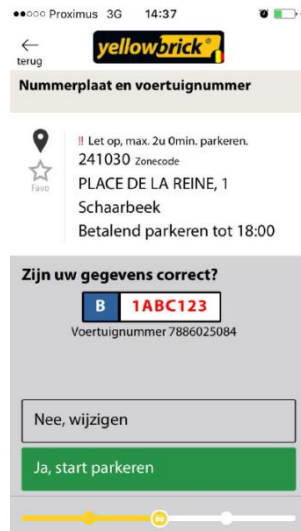 Proximus 3G 14:37
terug
yellowbrick
Nummerplaat en voertuignummer
!! Let op, max. 2u 0min. parkeren.
241030 Zonecode
Favo
PLACE DE LA REINE, 1
Schaarbeek
Betalend parkeren tot 18:00
Zijn uw gegevens correct?
B 1ABC123
Voertuignummer 7886025084
Nee, wijzigen
Ja, start parkeren